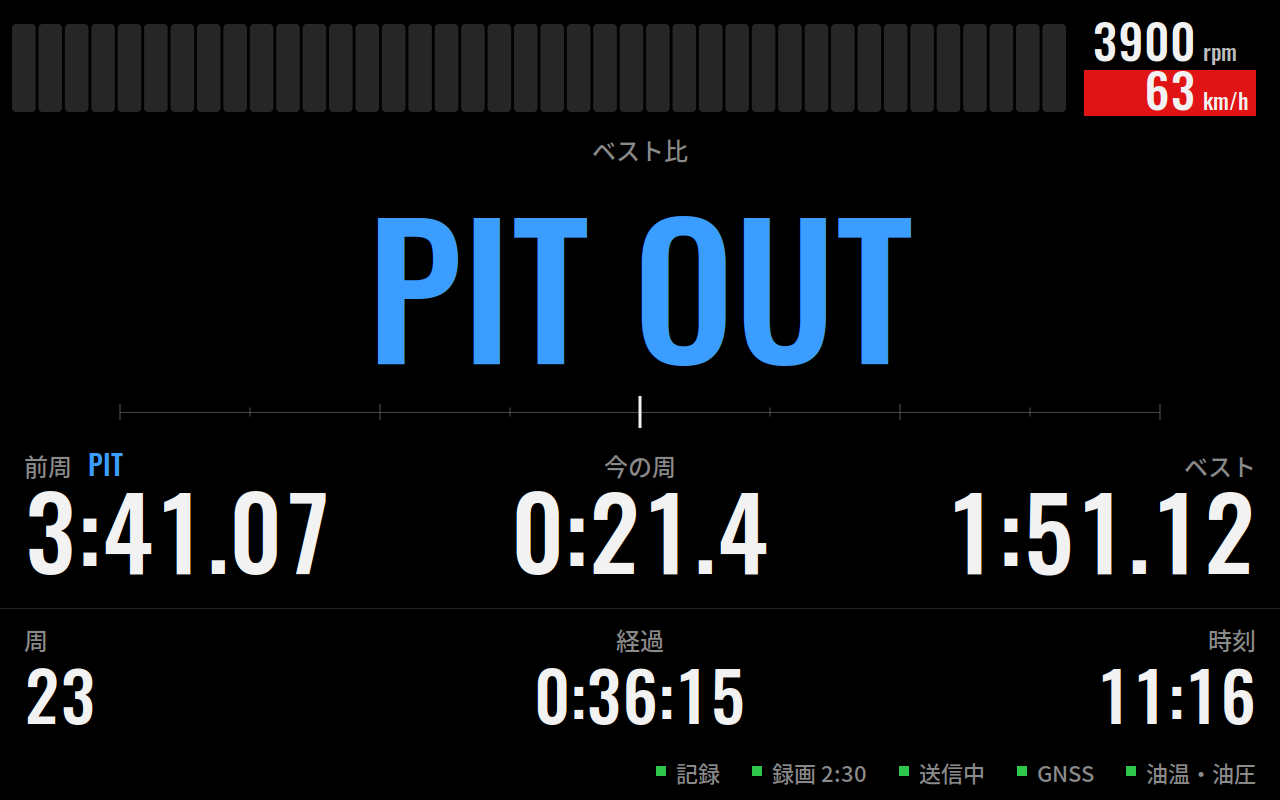 3900 rpm
63 km/h
ベスト比
PIT OUT
前周 PIT 今の周 ベスト
3:41.07 0:21.4 1:51.12
周 経過 時刻
23 0:36:15 11:16
記録 録画 2:30 送信中 GNSS 油温・油圧